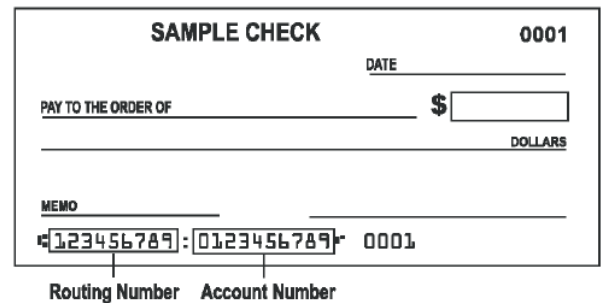 SAMPLE CHECK 0001
DATE
PAY TO THE ORDER OF $
DOLLARS
MEMO
⑆123456789⑆ 0123456789⑈ 0001
Routing Number Account Number